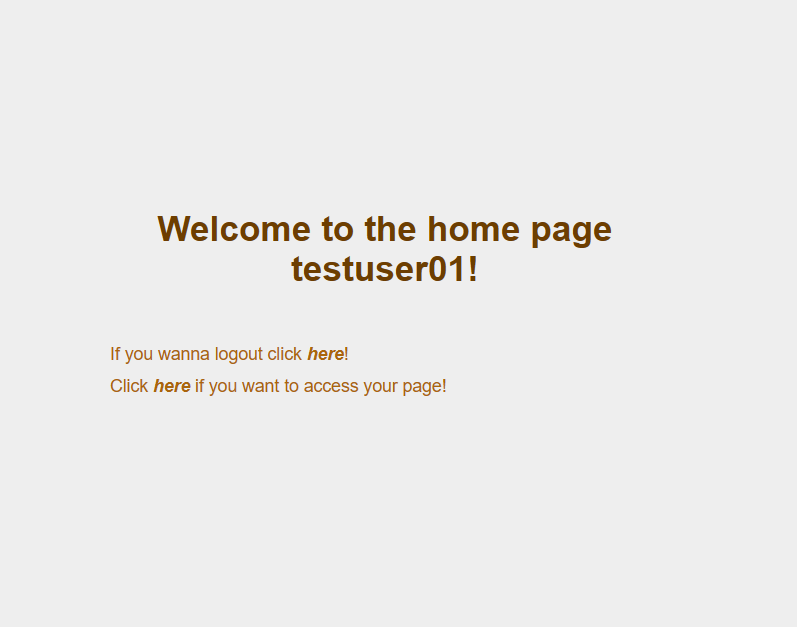 Welcome to the home page
testuser01!
If you wanna logout click here!
Click here if you want to access your page!